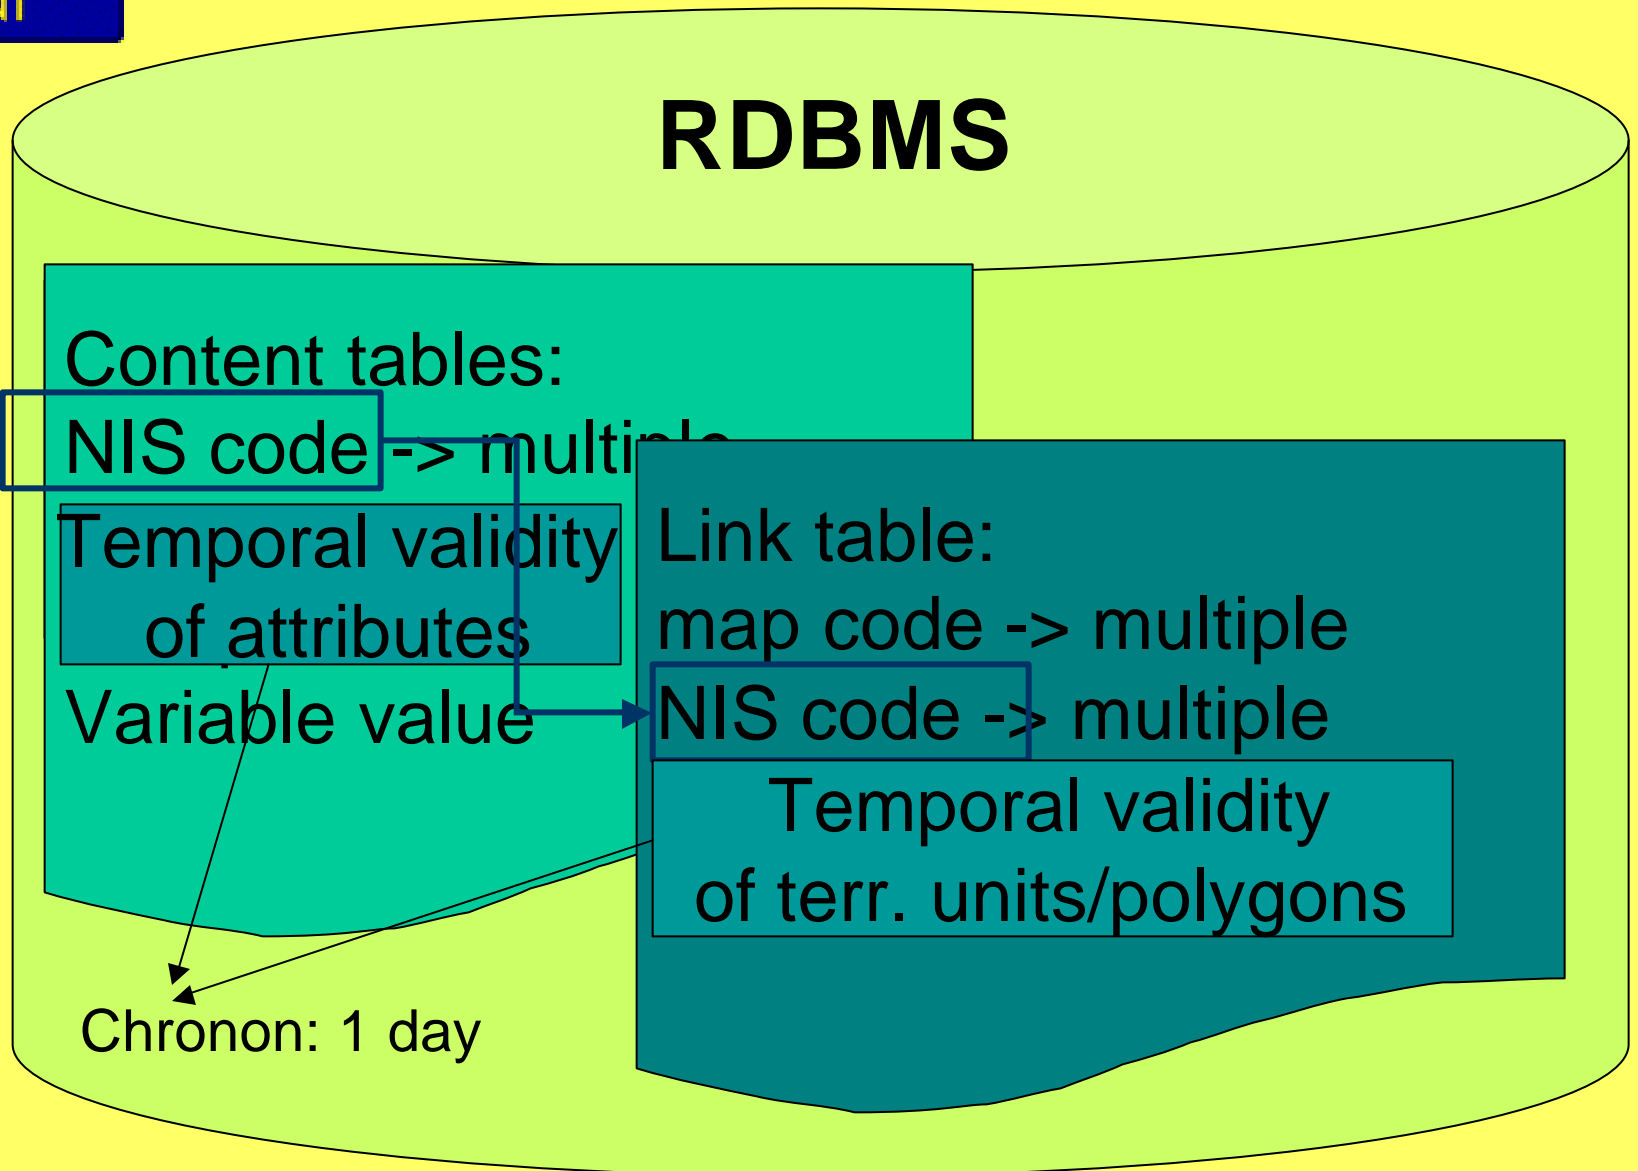 RDBMS
Content tables:
NIS code -> multiple
Temporal validity
of attributes
Variable value
Link table:
map code -> multiple
NIS code -> multiple
Temporal validity
of terr. units/polygons
Chronon: 1 day